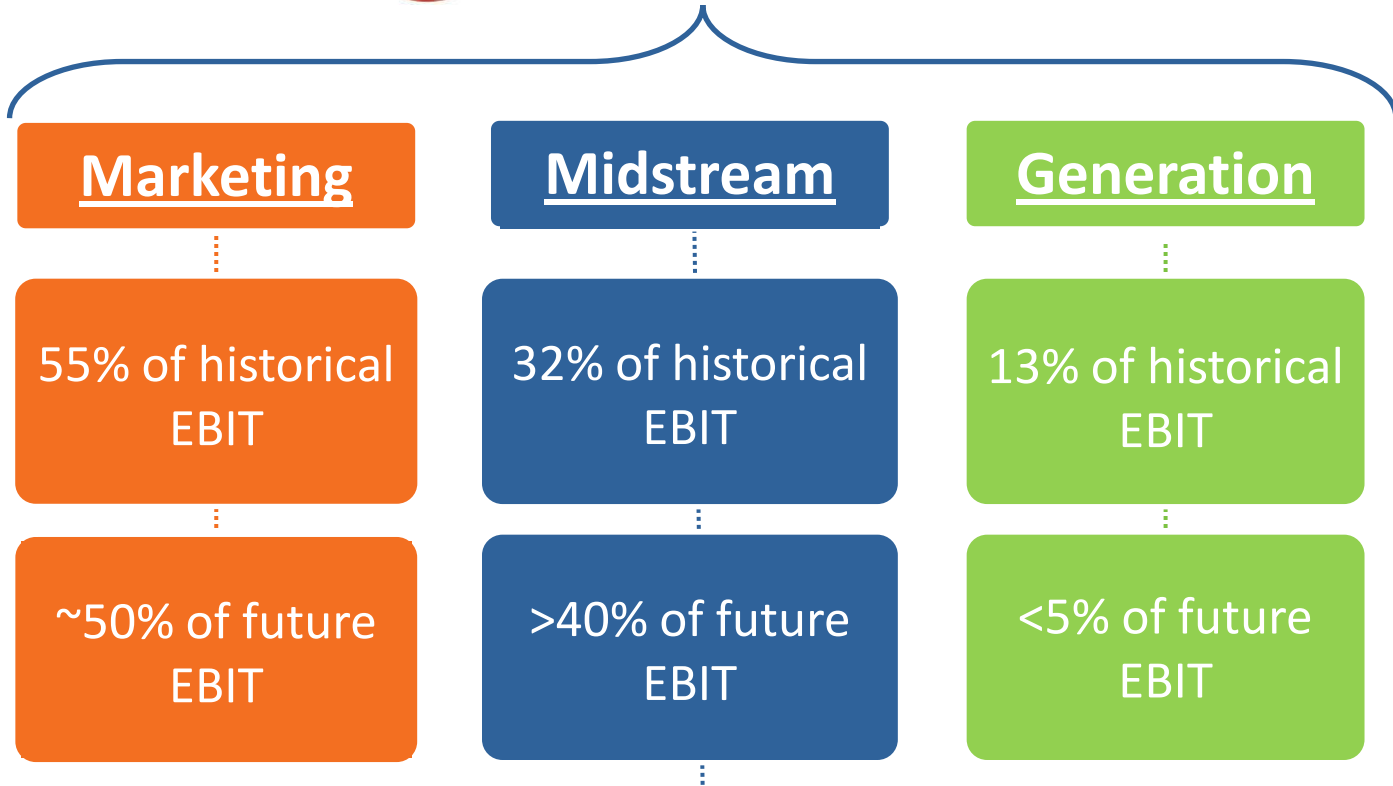 Marketing
Midstream
Generation
55% of historical
EBIT
32% of historical
EBIT
13% of historical
EBIT
~50% of future
EBIT
>40% of future
EBIT
<5% of future
EBIT